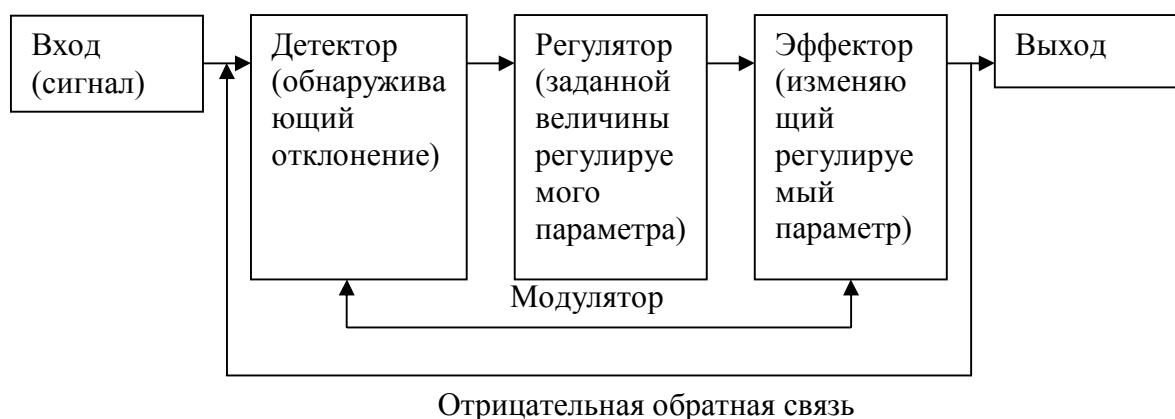 Вход
(сигнал)
Детектор
(обнаружива
ющий
отклонение)
Регулятор
(заданной
величины
регулируе
мого
параметра)
Эффектор
(изменяю
щий
регулируе
мый
параметр)
Выход
Модулятор
Отрицательная обратная связь